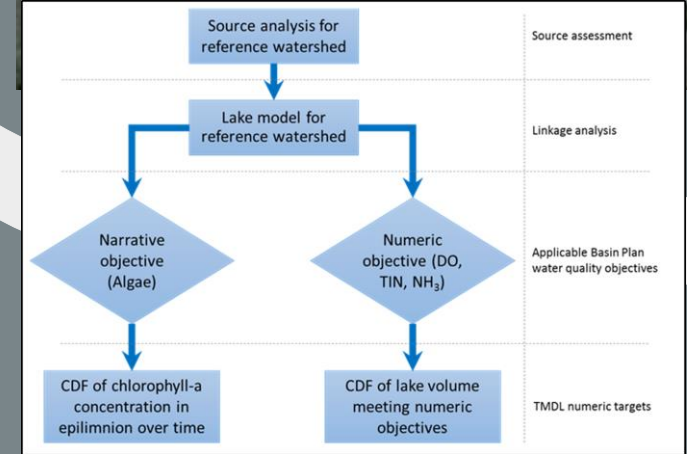 Source analysis for
reference watershed
Source assessment
Lake model for
reference watershed
Linkage analysis
Narrative
objective
(Algae)
Numeric
objective (DO,
TIN, NH₃)
Applicable Basin Plan
water quality objectives
CDF of chlorophyll-a
concentration in
epilimnion over time
CDF of lake volume
meeting numeric
objectives
TMDL numeric targets